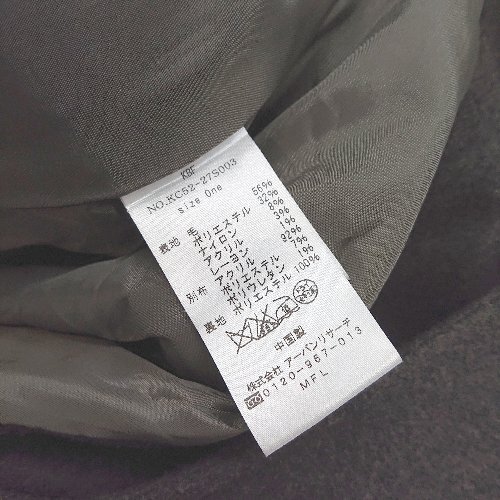 KBF
NO.KC52-27S003
size One
表地 毛 56%
ポリエステル 32%
ナイロン 8%
アクリル 3%
レーヨン 1%
別布 アクリル 92%
ポリエステル 7%
ポリウレタン 1%
裏地 ポリエステル 100%
中国製
株式会社 アーバンリサーチ
0120-967-013
MFL